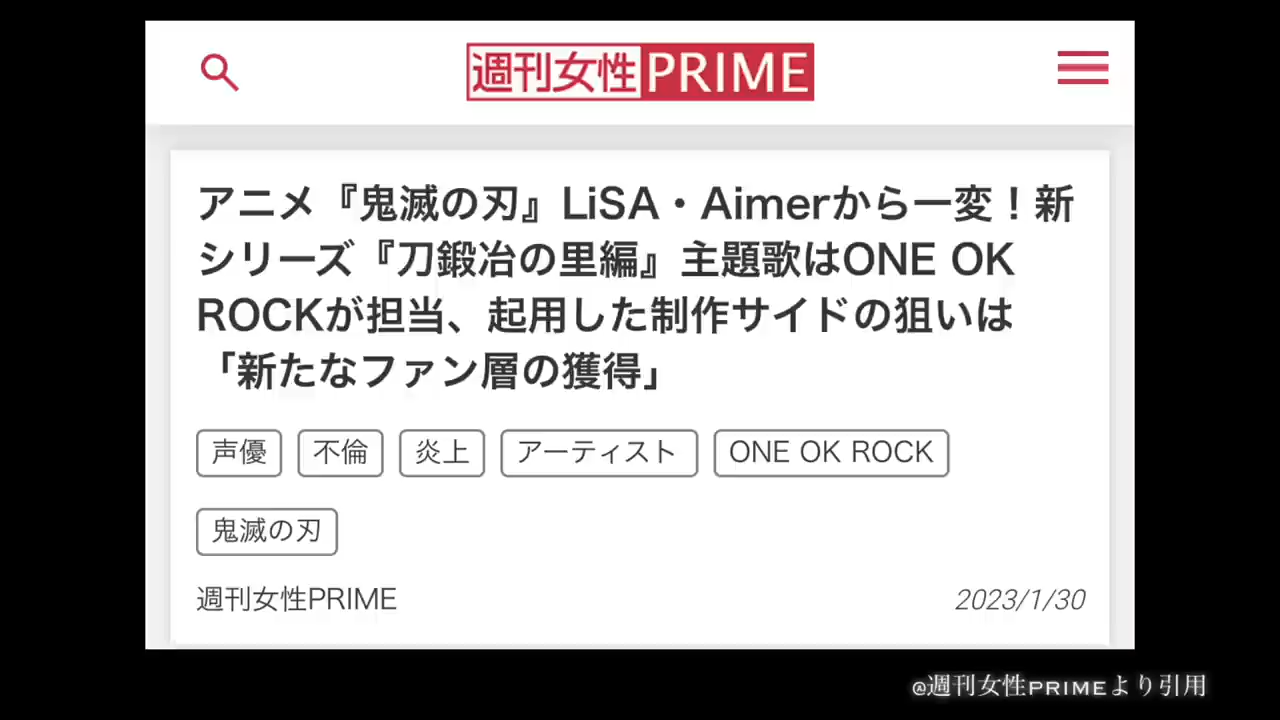 週刊女性PRIME
アニメ『鬼滅の刃』LiSA・Aimerから一変！新
シリーズ『刀鍛冶の里編』主題歌はONE OK
ROCKが担当、起用した制作サイドの狙いは
「新たなファン層の獲得」
声優 不倫 炎上 アーティスト ONE OK ROCK
鬼滅の刃
週刊女性PRIME 2023/1/30
@週刊女性PRIMEより引用